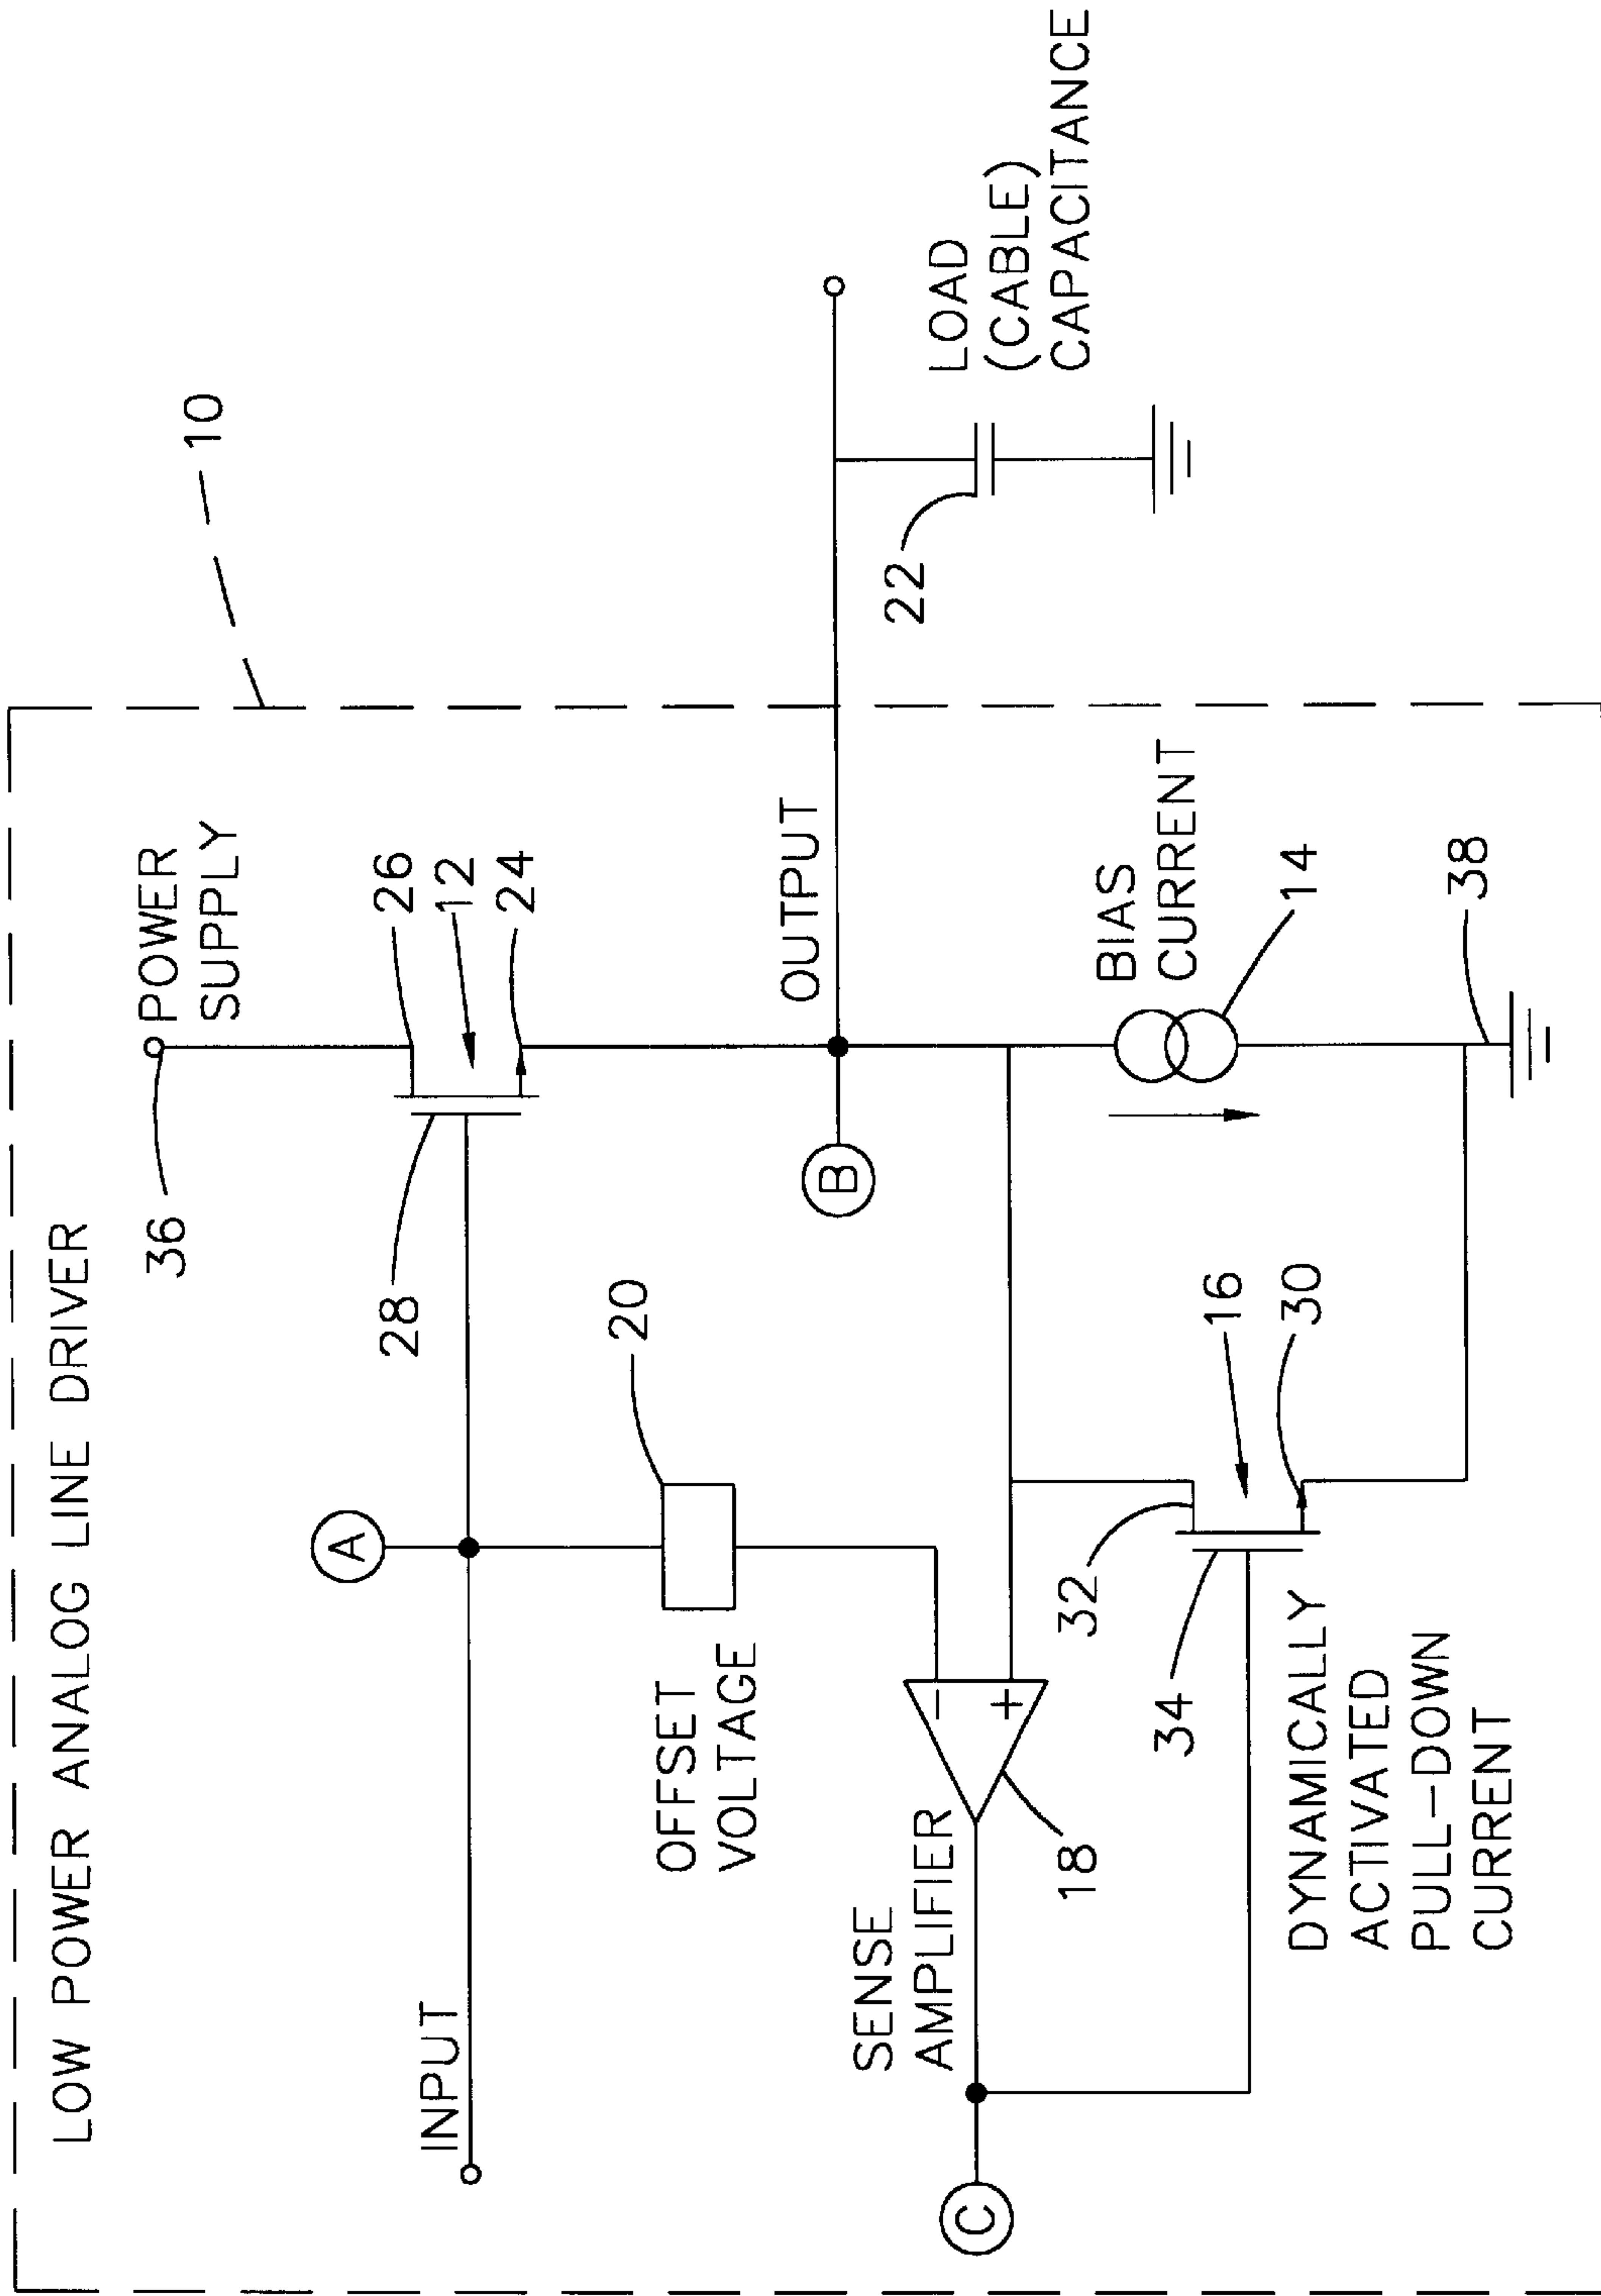 LOW POWER ANALOG LINE DRIVER
10
36
POWER
SUPPLY
26
12
24
28
A
INPUT
20
OFFSET
VOLTAGE
OUTPUT
B
22
LOAD
(CABLE)
CAPACITANCE
SENSE
AMPLIFIER
-
+
18
C
BIAS
CURRENT
14
32
34
16
30
38
DYNAMICALLY
ACTIVATED
PULL-DOWN
CURRENT